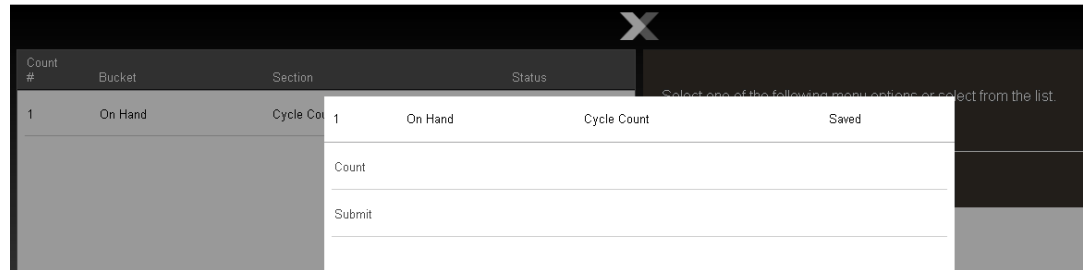 Count
#
Bucket
Section
Status
Select one of the following menu options or select from the list.
1
On Hand
Cycle Cou
1
On Hand
Cycle Count
Saved
Count
Submit